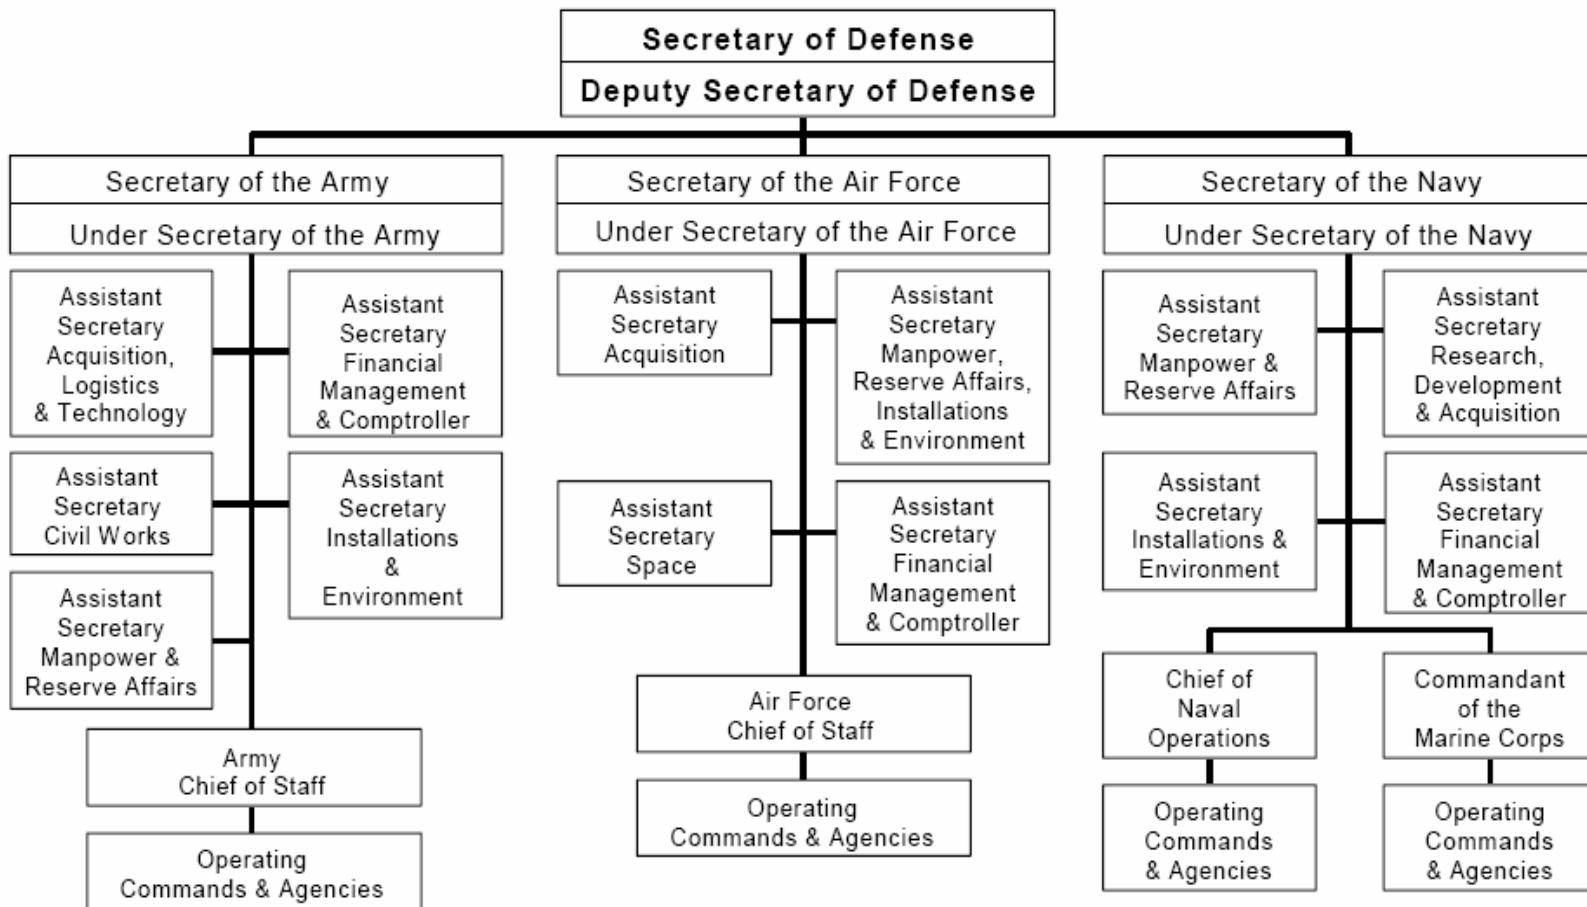 Secretary of Defense
Deputy Secretary of Defense
Secretary of the Army
Under Secretary of the Army
Assistant
Secretary
Acquisition,
Logistics
& Technology
Assistant
Secretary
Financial
Management
& Comptroller
Assistant
Secretary
Civil Works
Assistant
Secretary
Installations
&
Environment
Assistant
Secretary
Manpower &
Reserve Affairs
Army
Chief of Staff
Operating
Commands & Agencies
Secretary of the Air Force
Under Secretary of the Air Force
Assistant
Secretary
Acquisition
Assistant
Secretary
Manpower,
Reserve Affairs,
Installations
& Environment
Assistant
Secretary
Space
Assistant
Secretary
Financial
Management
& Comptroller
Air Force
Chief of Staff
Operating
Commands & Agencies
Secretary of the Navy
Under Secretary of the Navy
Assistant
Secretary
Manpower &
Reserve Affairs
Assistant
Secretary
Research,
Development
& Acquisition
Assistant
Secretary
Installations &
Environment
Assistant
Secretary
Financial
Management
& Comptroller
Chief of
Naval
Operations
Operating
Commands
& Agencies
Commandant
of the
Marine Corps
Operating
Commands
& Agencies